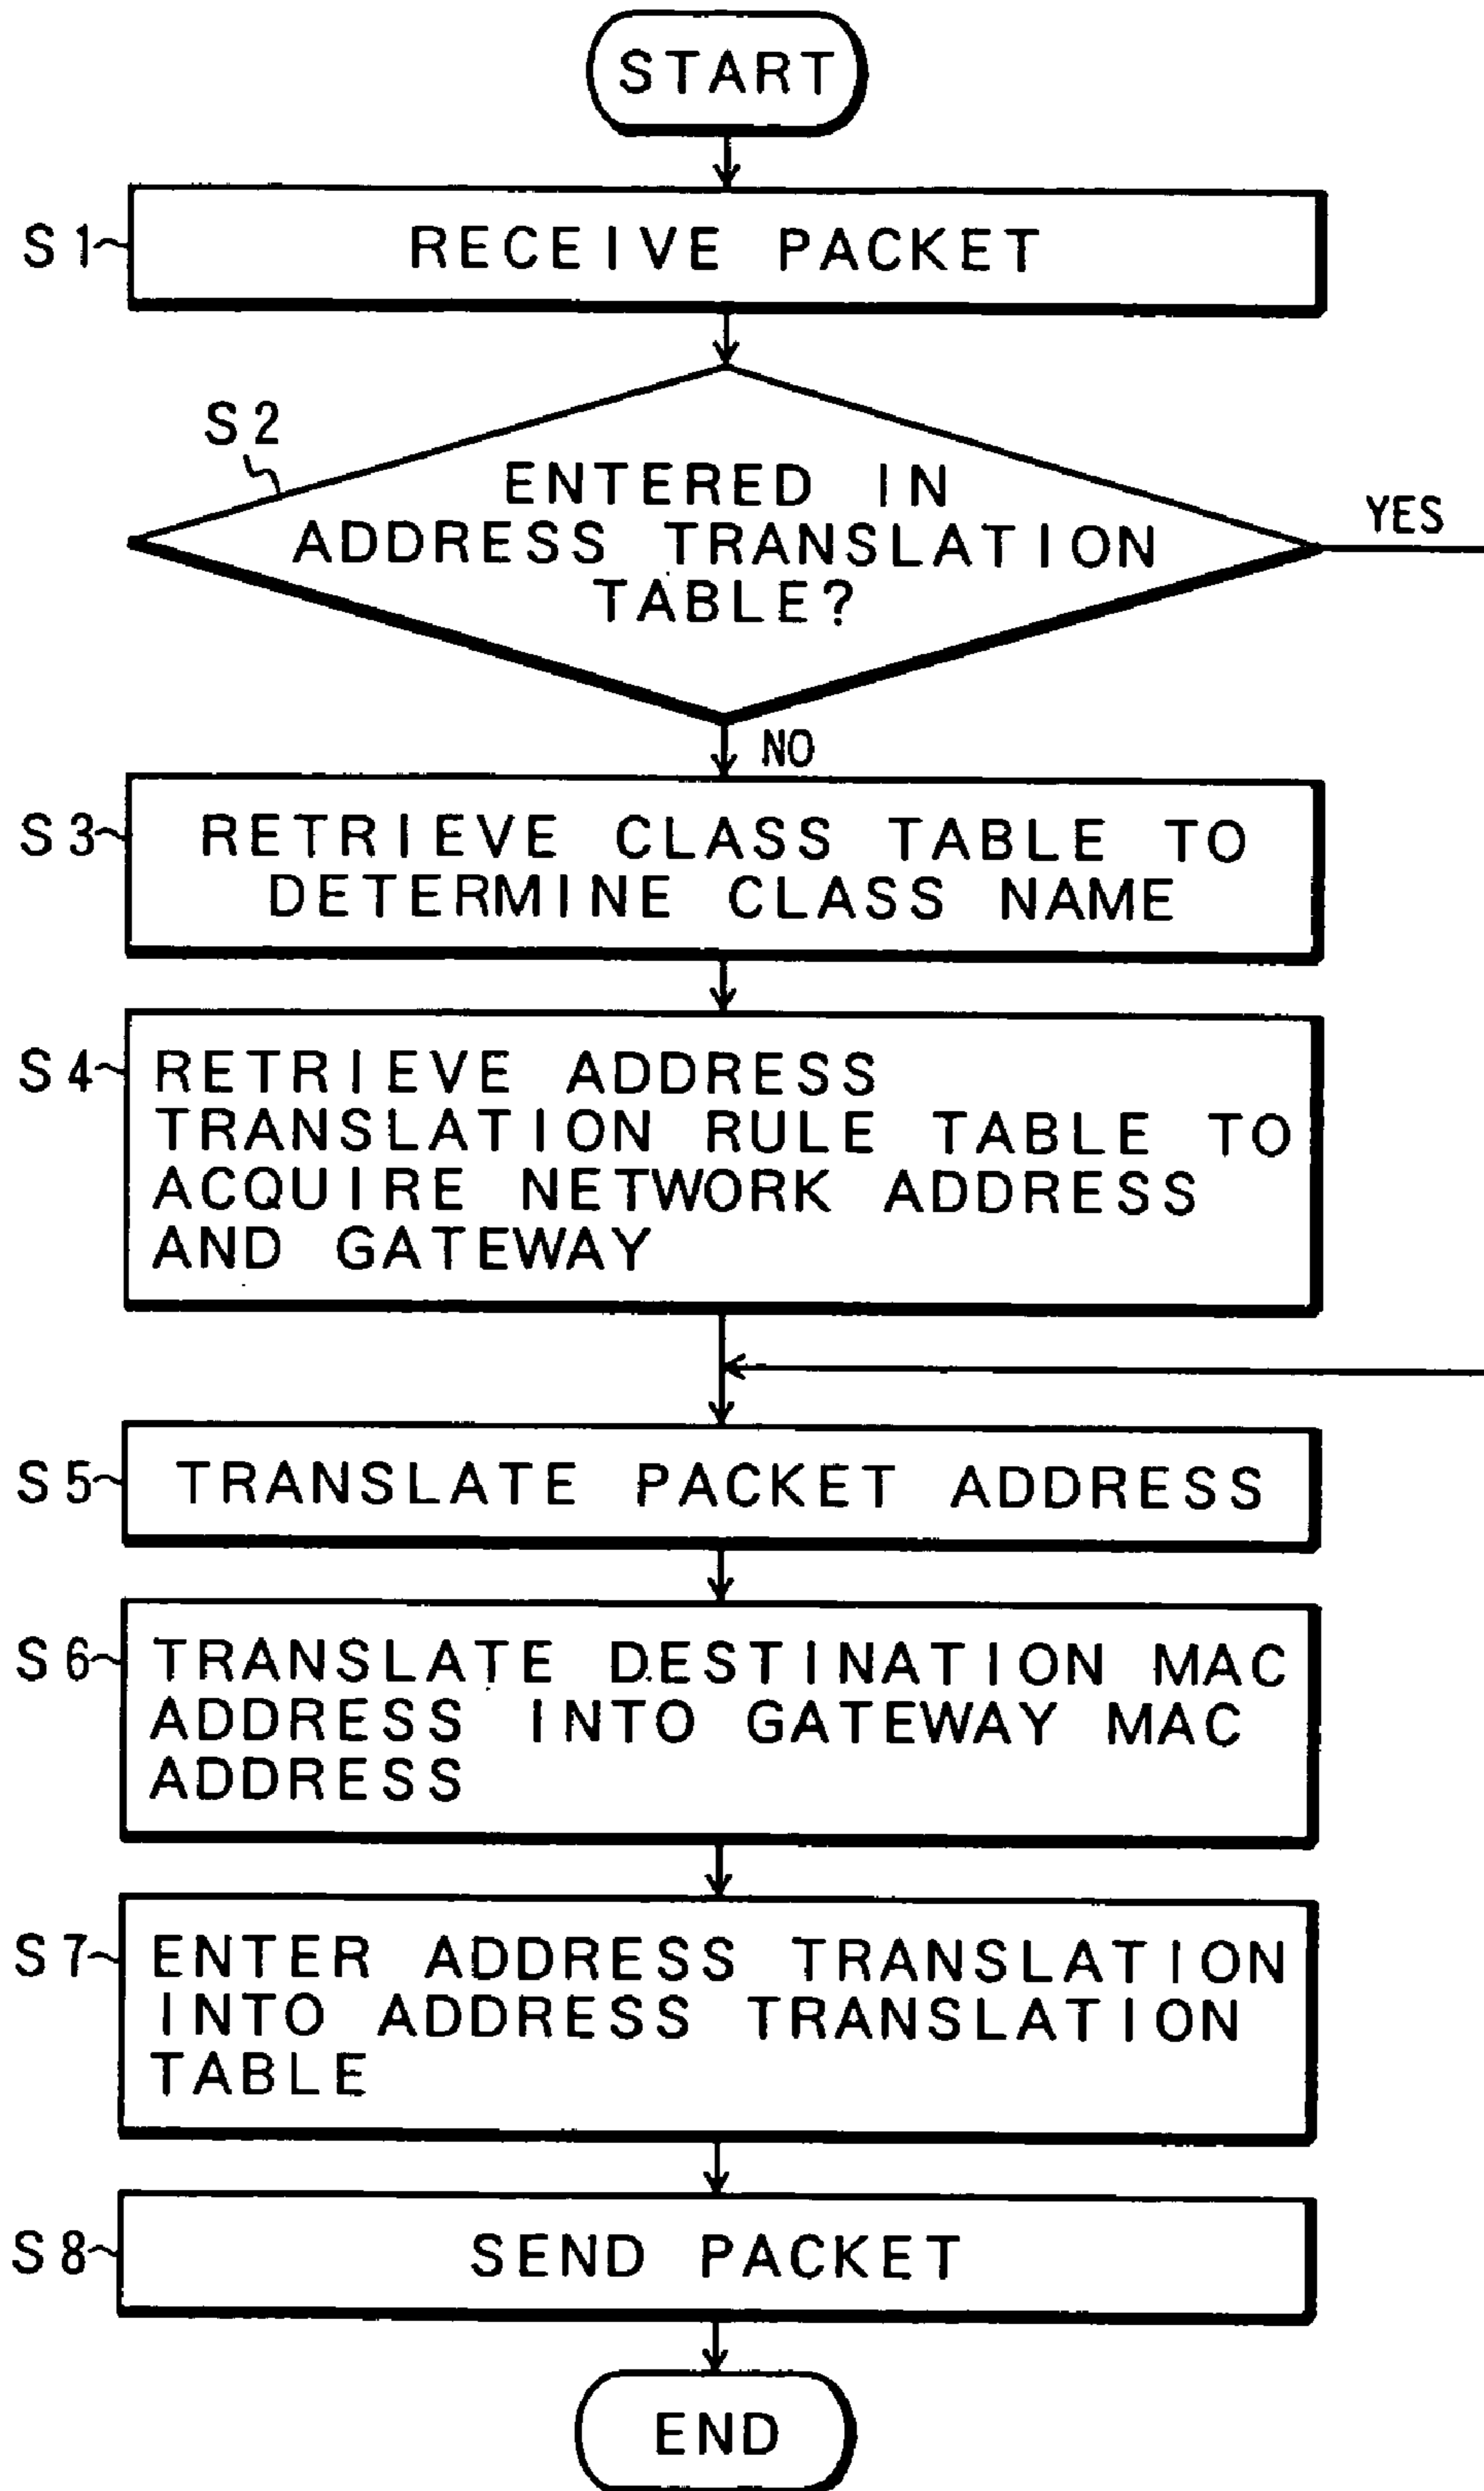 START
S1
RECEIVE PACKET
S2
ENTERED IN
ADDRESS TRANSLATION
TABLE?
YES
NO
S3
RETRIEVE CLASS TABLE TO
DETERMINE CLASS NAME
S4
RETRIEVE ADDRESS
TRANSLATION RULE TABLE TO
ACQUIRE NETWORK ADDRESS
AND GATEWAY
S5
TRANSLATE PACKET ADDRESS
S6
TRANSLATE DESTINATION MAC
ADDRESS INTO GATEWAY MAC
ADDRESS
S7
ENTER ADDRESS TRANSLATION
INTO ADDRESS TRANSLATION
TABLE
S8
SEND PACKET
END